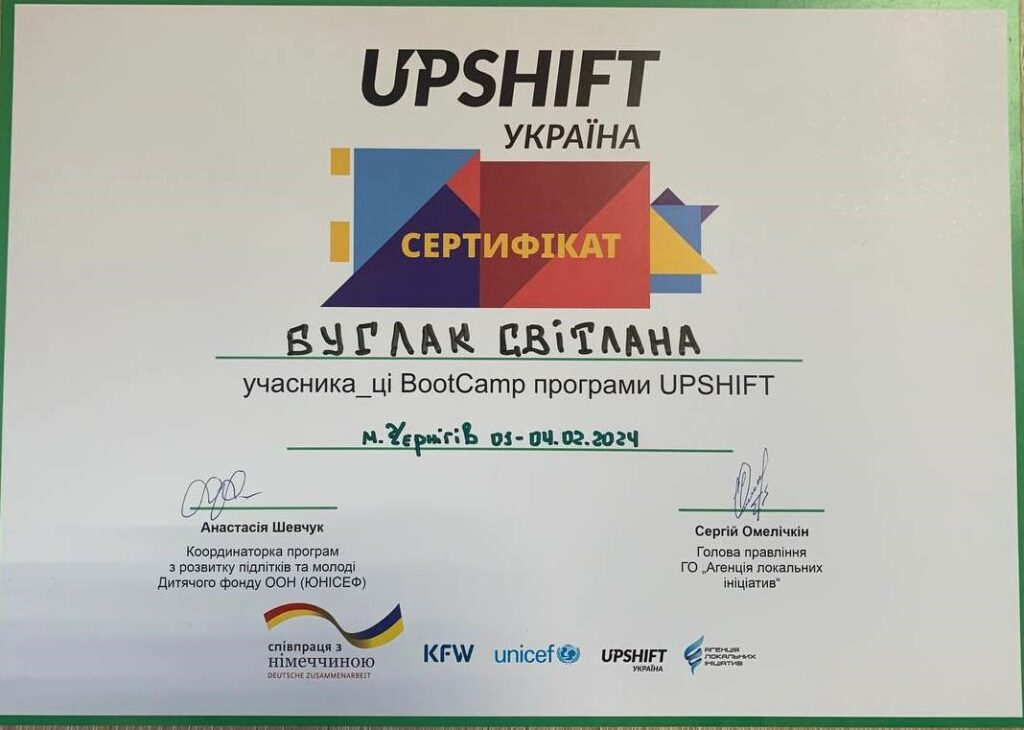 UPSHIFT
УКРАЇНА
СЕРТИФІКАТ
БУГЛАК СВІТЛАНА
учасника_ці BootCamp програми UPSHIFT
м. Чернігів 01-04.02.2024
Анастасія Шевчук
Координаторка програм
з розвитку підлітків та молоді
Дитячого фонду ООН (ЮНІСЕФ)
Сергій Омелічкін
Голова правління
ГО „Агенція локальних
ініціатив“
співпраця з
німеччиною
DEUTSCHE ZUSAMMENARBEIT
KFW
unicef
UPSHIFT
УКРАЇНА
АГЕНЦІЯ
ЛОКАЛЬНИХ
ІНІЦІАТИВ